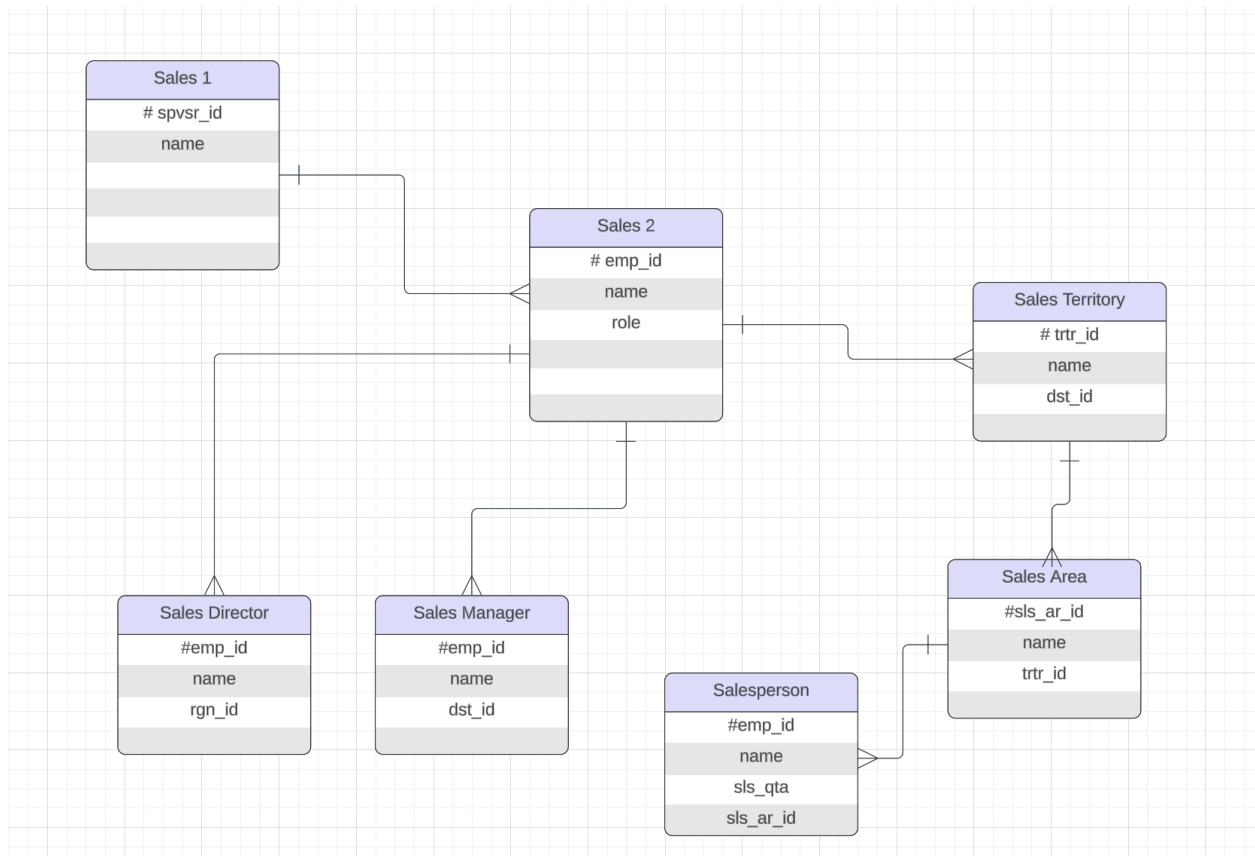 Sales 1
# spvsr_id
name
Sales 2
# emp_id
name
role
Sales Territory
# trtr_id
name
dst_id
Sales Director
#emp_id
name
rgn_id
Sales Manager
#emp_id
name
dst_id
Salesperson
#emp_id
name
sls_qta
sls_ar_id
Sales Area
#sls_ar_id
name
trtr_id